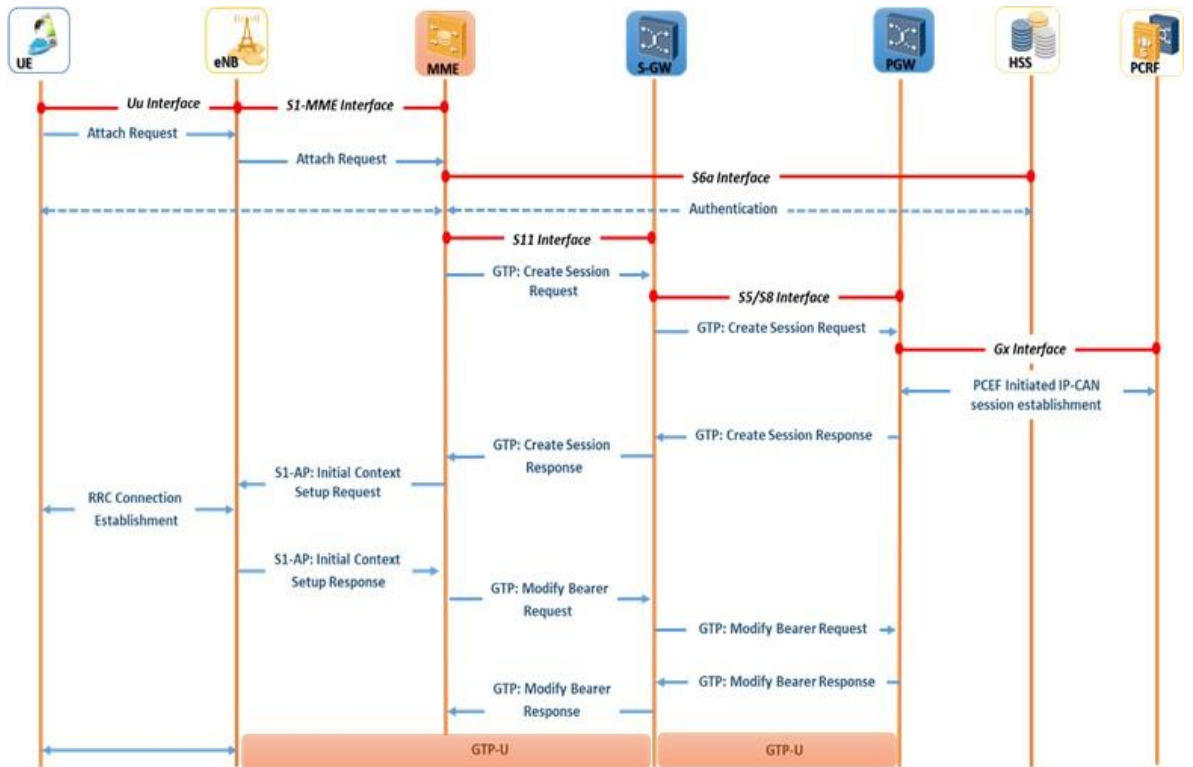 UE
eNB
MME
S-GW
PGW
HSS
PCRF
Uu Interface
S1-MME Interface
Attach Request
Attach Request
S6a Interface
Authentication
S11 Interface
GTP: Create Session
Request
S5/S8 Interface
GTP: Create Session Request
Gx Interface
PCEF Initiated IP-CAN
session establishment
GTP: Create Session Response
GTP: Create Session
Response
S1-AP: Initial Context
Setup Request
RRC Connection
Establishment
S1-AP: Initial Context
Setup Response
GTP: Modify Bearer
Request
GTP: Modify Bearer Request
GTP: Modify Bearer Response
GTP: Modify Bearer
Response
GTP-U
GTP-U